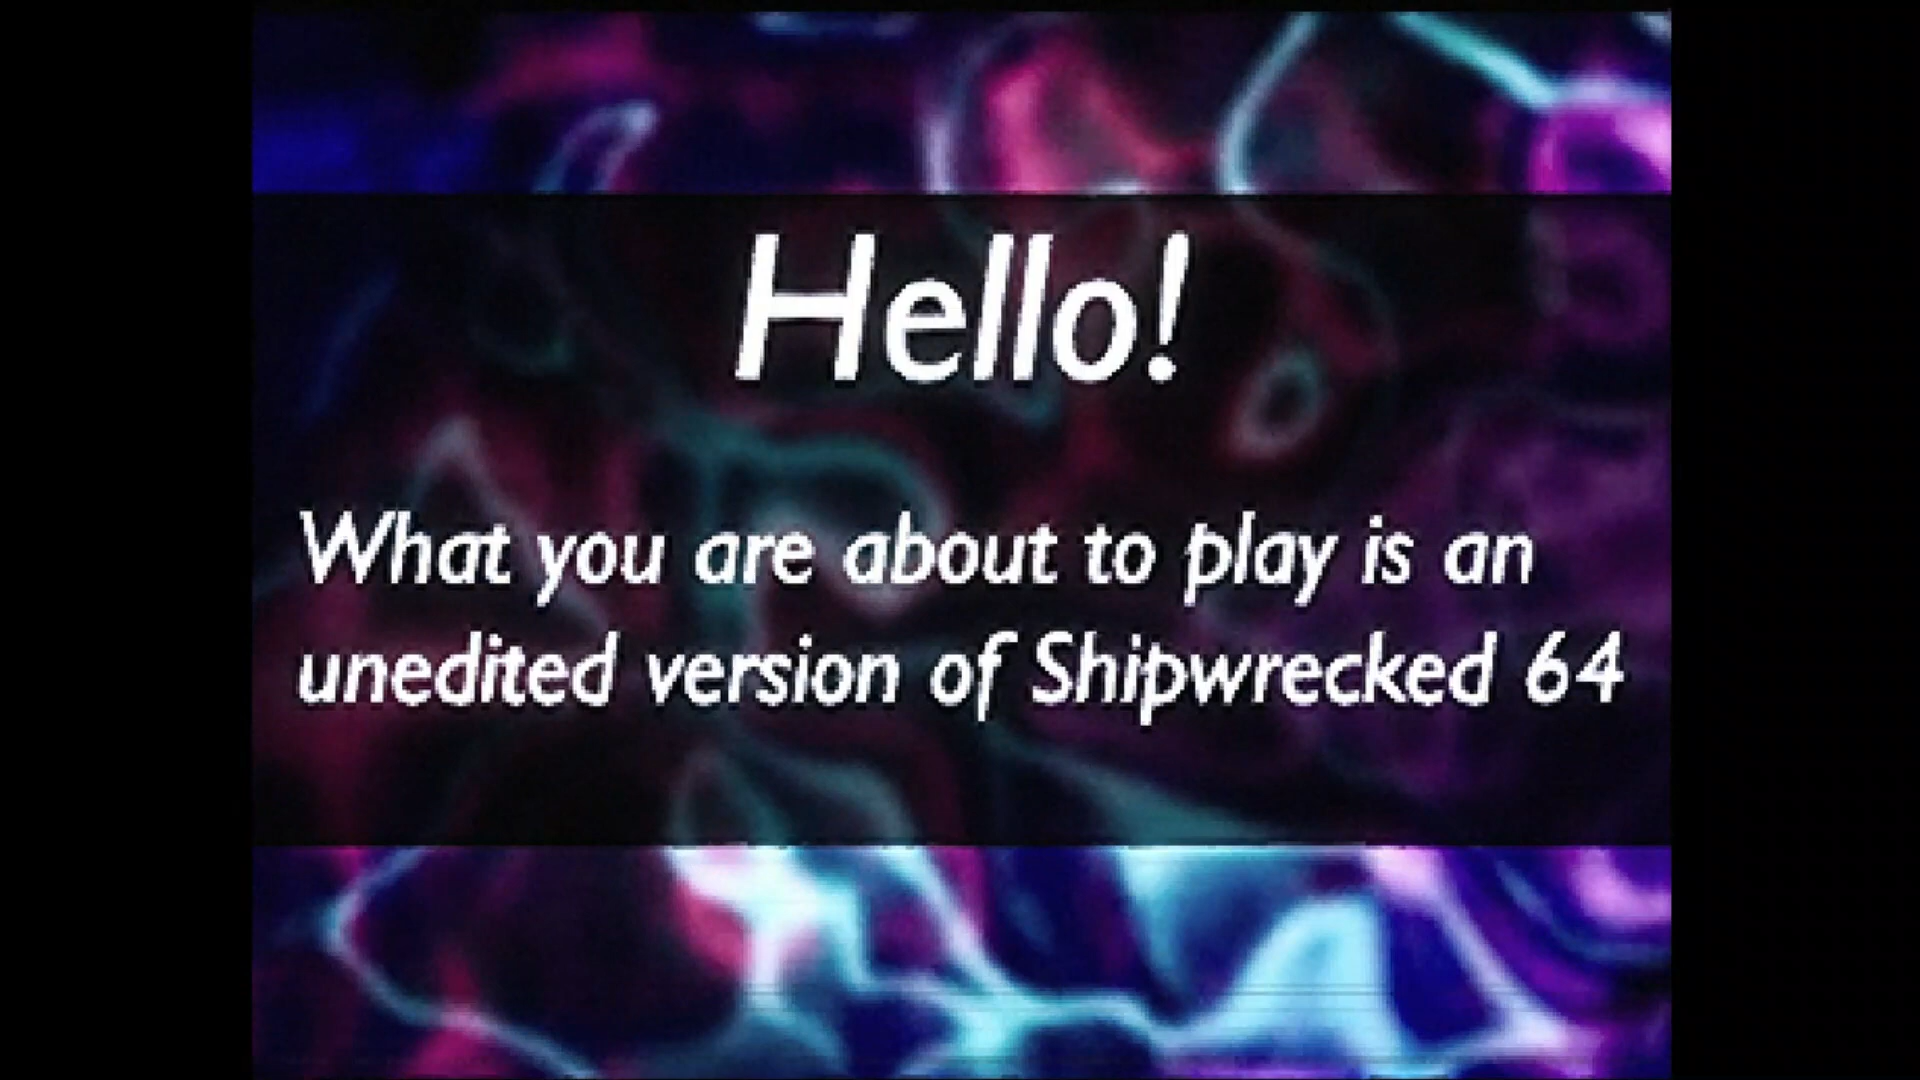 Hello!
What you are about to play is an
unedited version of Shipwrecked 64